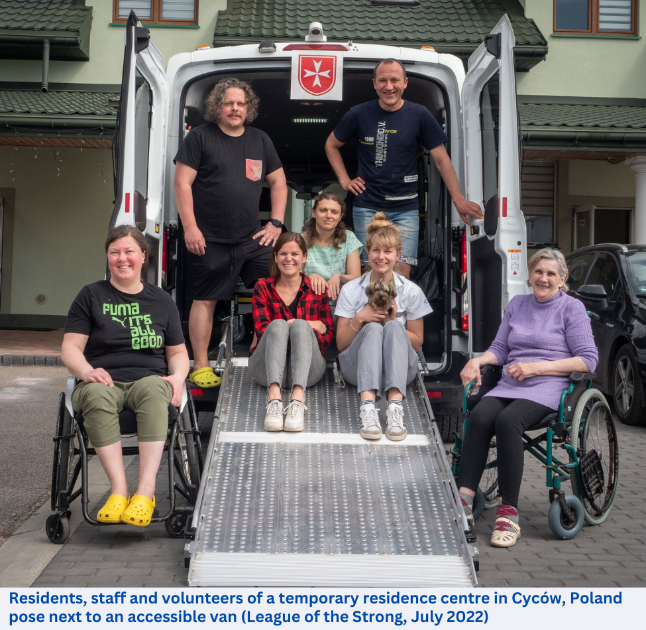 PUMA
IT'S
ALL
GOOD
Residents, staff and volunteers of a temporary residence centre in Cyców, Poland
pose next to an accessible van (League of the Strong, July 2022)